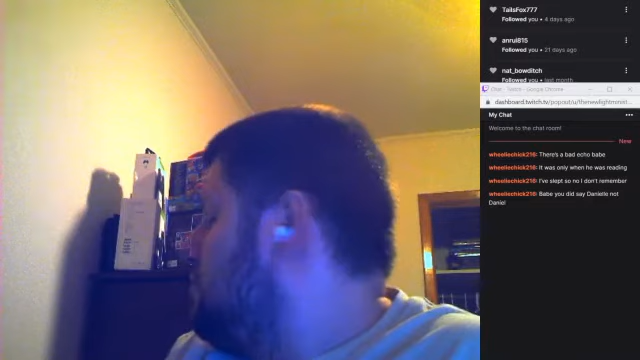 TailsFox777
Followed you • 4 days ago
anrul815
Followed you • 21 days ago
nat_bowditch
Followed you • last month
Chat - Twitch - Google Chrome
dashboard.twitch.tv/popout/u/thenewlightminist...
My Chat
Welcome to the chat room!
New
wheeliechick216: There's a bad echo babe
wheeliechick216: It was only when he was reading
wheeliechick216: I've slept so no I don't remember
wheeliechick216: Babe you did say Danielle not
Daniel